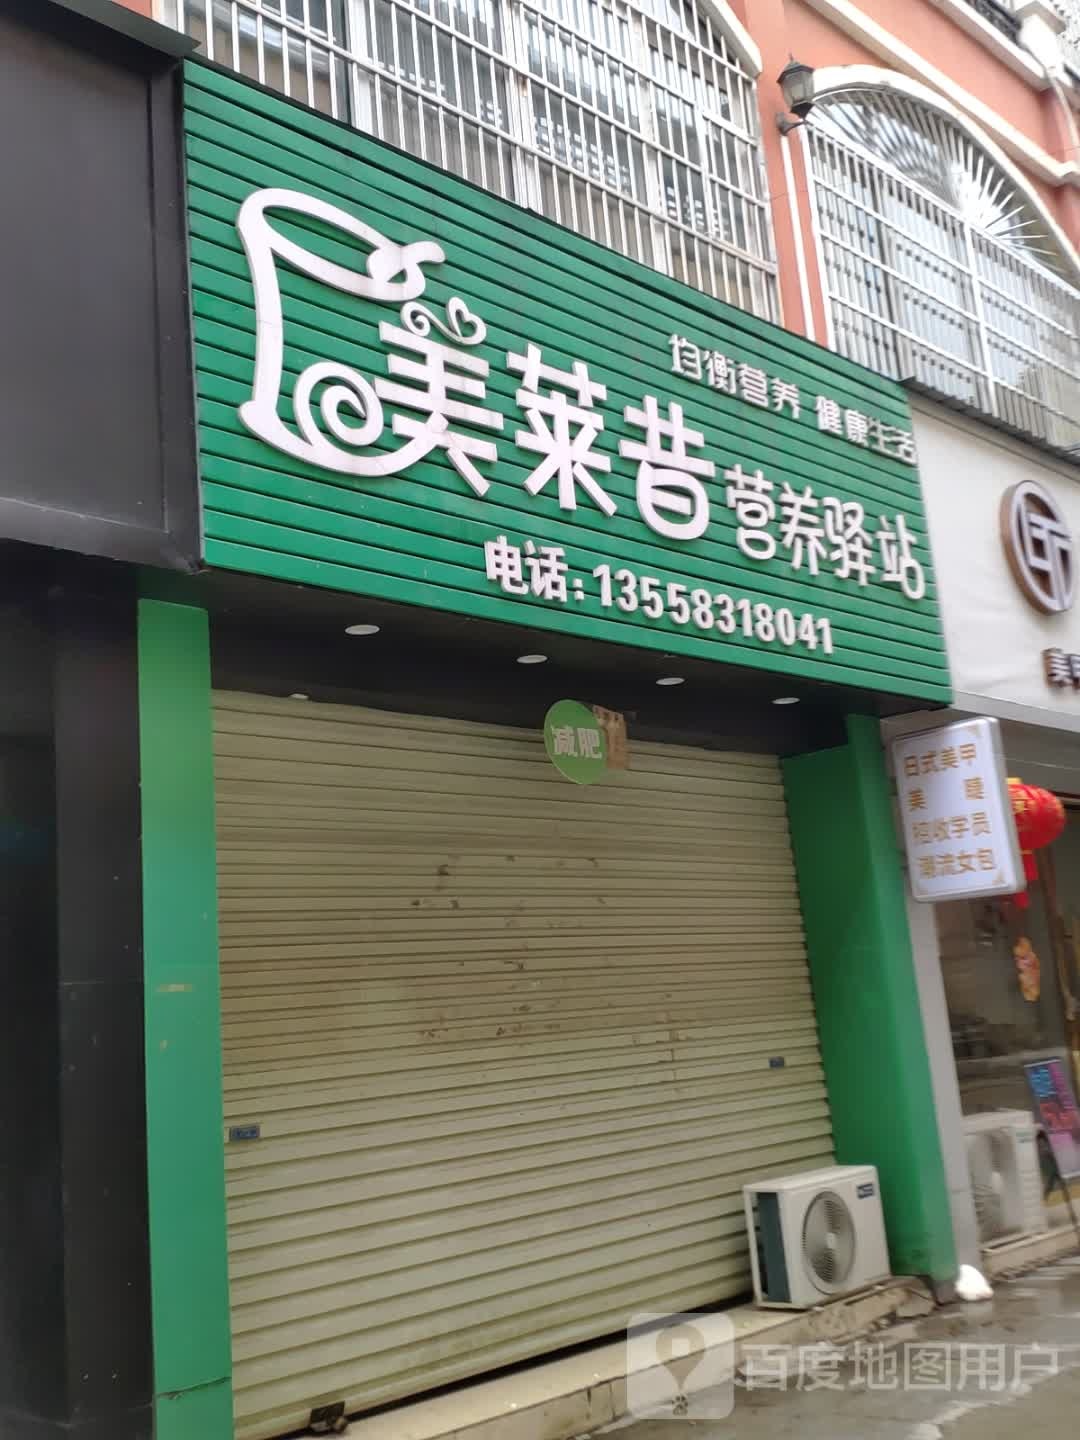 均衡营养 健康生活
美莱昔营养驿站
电话:13558318041
减肥
日式美甲
美睫
招收学员
潮流女包
百度地图用户